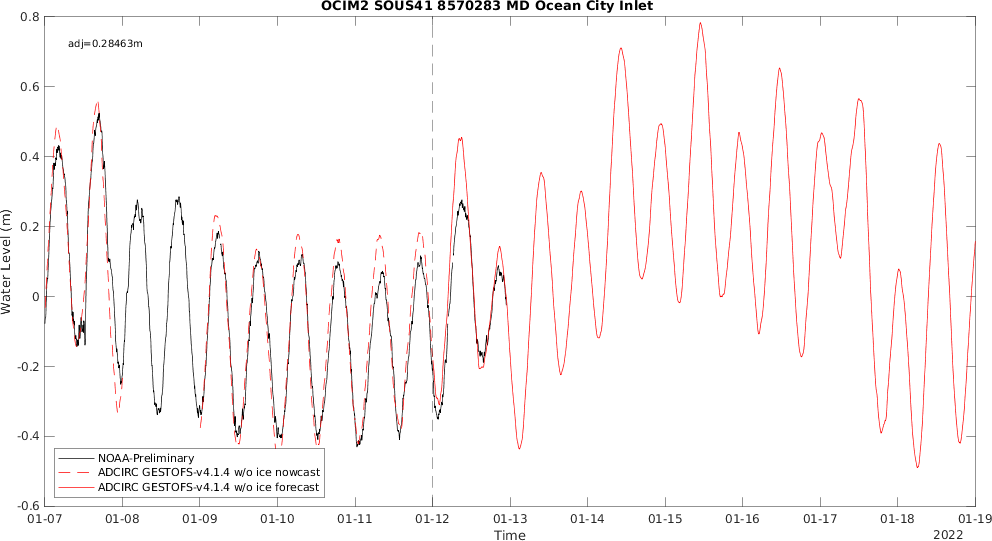 OCIM2 SOUS41 8570283 MD Ocean City Inlet
adj=0.28463m
0.8
0.6
0.4
0.2
0
-0.2
-0.4
-0.6
Water Level (m)
NOAA-Preliminary
ADCIRC GESTOFS-v4.1.4 w/o ice nowcast
ADCIRC GESTOFS-v4.1.4 w/o ice forecast
01-07 01-08 01-09 01-10 01-11 01-12 01-13 01-14 01-15 01-16 01-17 01-18 01-19
Time
2022